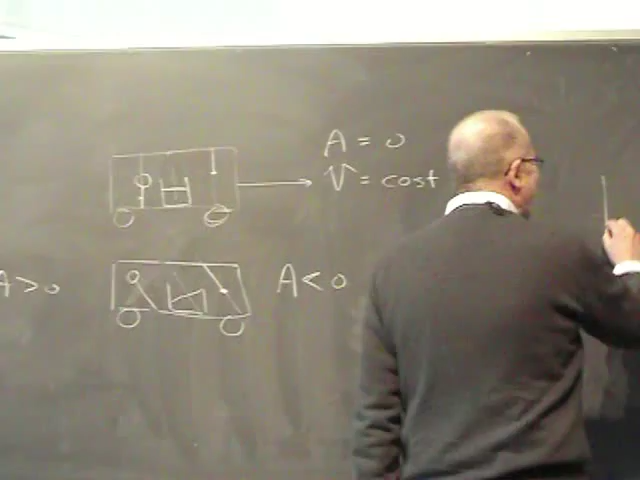 A = 0
V = cost
A > 0
A < 0